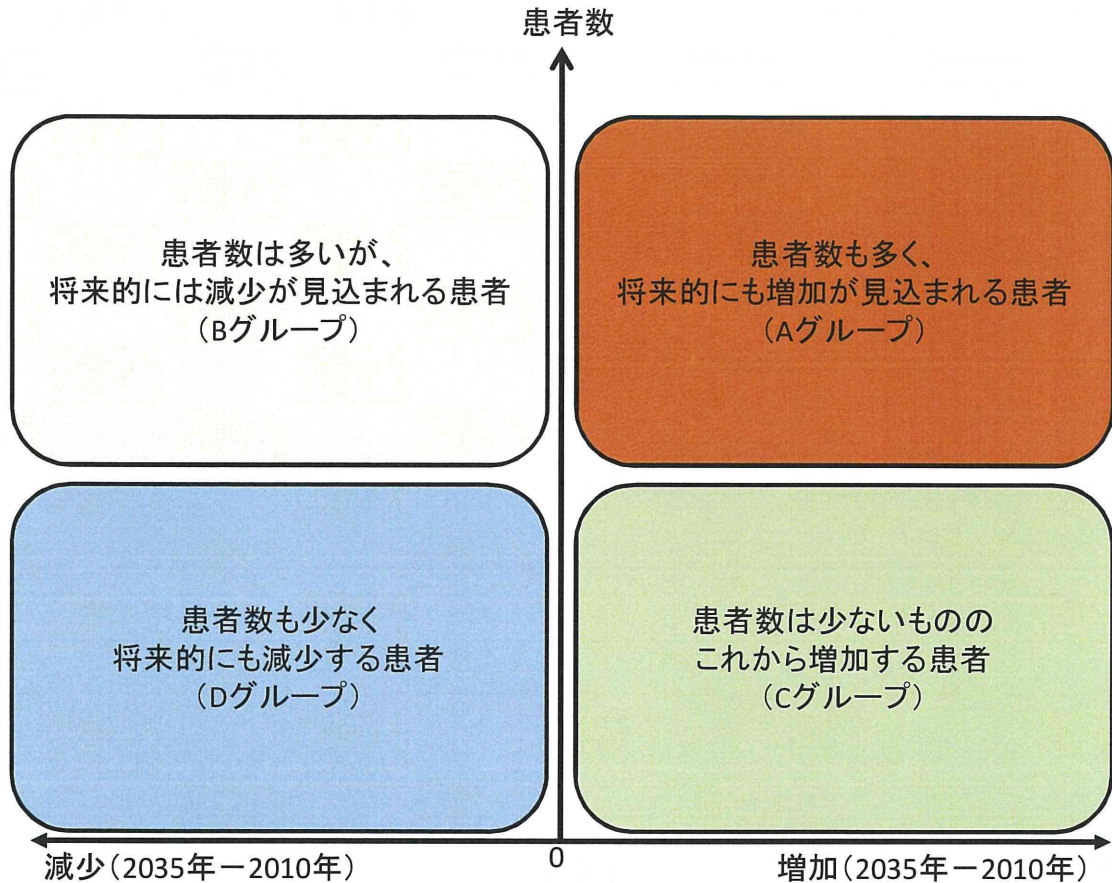 患者数
患者数は多いが、
将来的には減少が見込まれる患者
（Bグループ）
患者数も多く、
将来的にも増加が見込まれる患者
（Aグループ）
患者数も少なく
将来的にも減少する患者
（Dグループ）
患者数は少ないものの
これから増加する患者
（Cグループ）
減少（2035年－2010年）
0
増加（2035年－2010年）